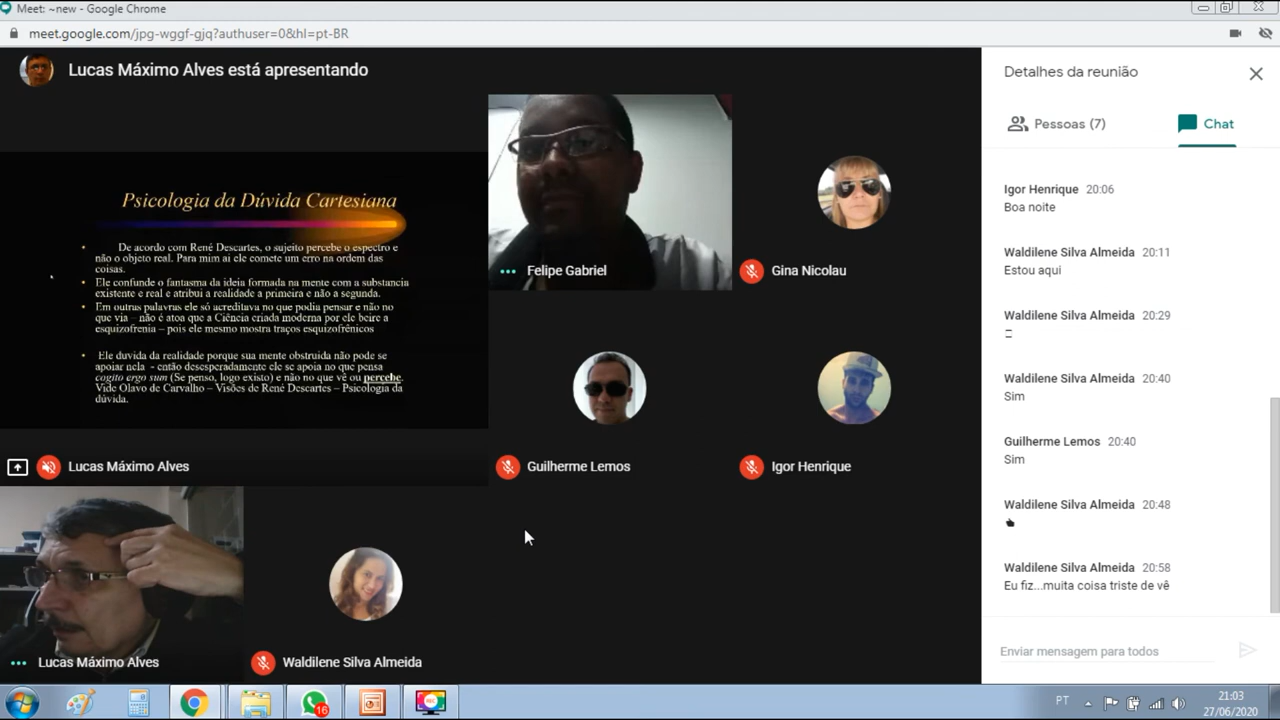 Meet: ~new - Google Chrome
meet.google.com/jpg-wggf-gjq?authuser=0&hl=pt-BR
Lucas Máximo Alves está apresentando
Psicologia da Dúvida Cartesiana
• De acordo com René Descartes, o sujeito percebe o espectro e
não o objeto real. Para mim ai ele comete um erro na ordem das
coisas.
• Ele confunde o fantasma da ideia formada na mente com a substancia
existente e real e atribui a realidade a primeira e não a segunda.
• Em outras palavras ele só acreditava no que podia pensar e não no
que via – não é atoa que a Ciência criada moderna por ele beire a
esquizofrenia – pois ele mesmo mostra traços esquizofrênicos
• Ele duvida da realidade porque sua mente obstruida não pode se
apoiar nela - então desesperadamente ele se apoia no que pensa
cogito ergo sum (Se penso, logo existo) e não no que vê ou percebe.
Vide Olavo de Carvalho – Visões de René Descartes – Psicologia da
dúvida.
Lucas Máximo Alves
Felipe Gabriel
Gina Nicolau
Guilherme Lemos
Igor Henrique
Lucas Máximo Alves
Waldilene Silva Almeida
Detalhes da reunião
Pessoas (7)
Chat
Igor Henrique 20:06
Boa noite
Waldilene Silva Almeida 20:11
Estou aqui
Waldilene Silva Almeida 20:29
Waldilene Silva Almeida 20:40
Sim
Guilherme Lemos 20:40
Sim
Waldilene Silva Almeida 20:48
Waldilene Silva Almeida 20:58
Eu fiz...muita coisa triste de vê
Enviar mensagem para todos
16
REC
PT
21:03
27/06/2020